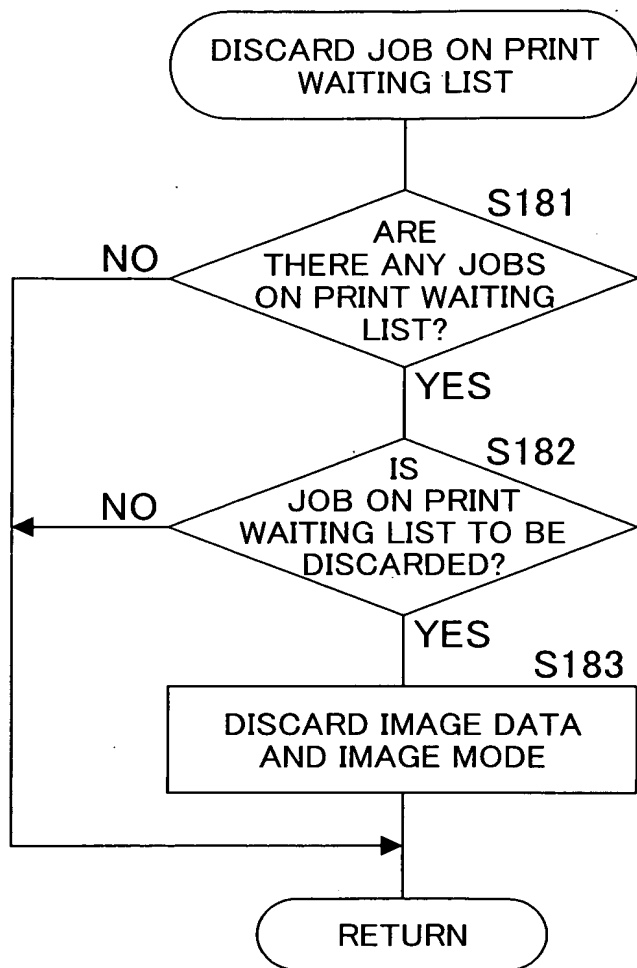 DISCARD JOB ON PRINT
WAITING LIST
S181
ARE
THERE ANY JOBS
ON PRINT WAITING
LIST?
NO
YES
S182
IS
JOB ON PRINT
WAITING LIST TO BE
DISCARDED?
NO
YES
S183
DISCARD IMAGE DATA
AND IMAGE MODE
RETURN